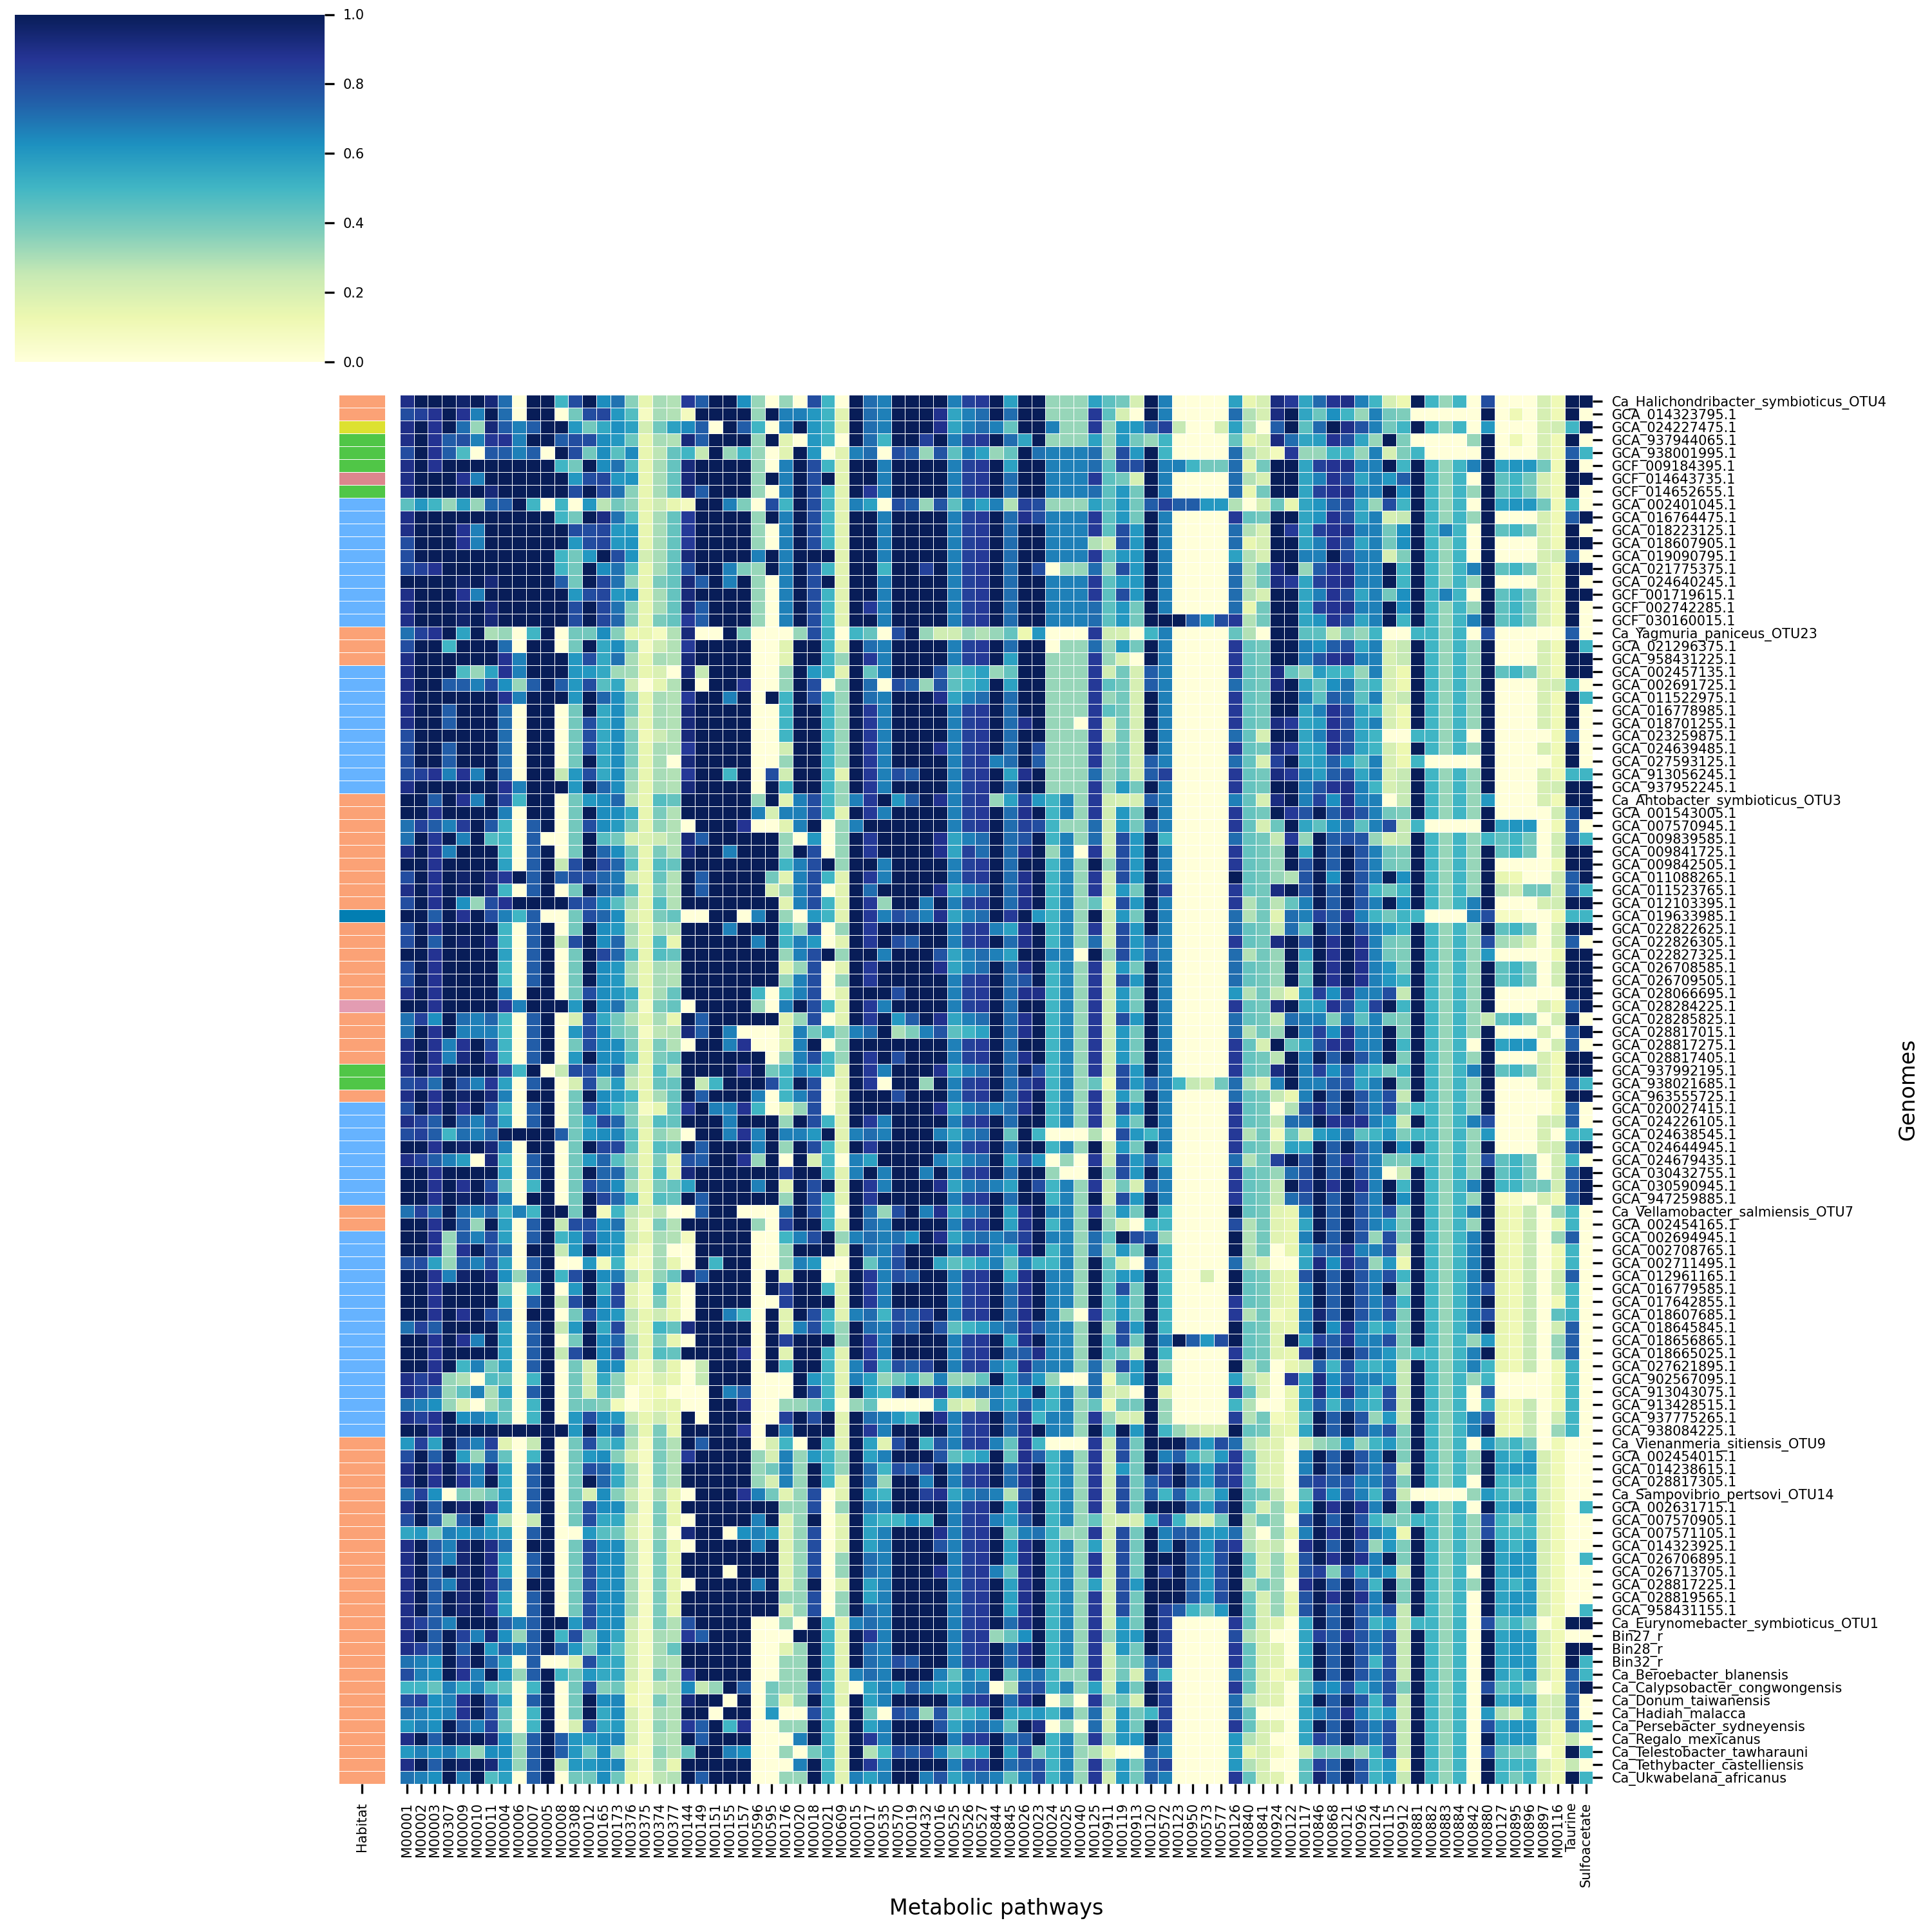 1.0
0.8
0.6
0.4
0.2
0.0
Ca_Halichondribacter_symbioticus_OTU4
GCA_014323795.1
GCA_024227475.1
GCA_937944065.1
GCA_938001995.1
GCF_009184395.1
GCF_014643735.1
GCF_014652655.1
GCA_002401045.1
GCA_016764475.1
GCA_018223125.1
GCA_018607905.1
GCA_019090795.1
GCA_021775375.1
GCA_024640245.1
GCF_001719615.1
GCF_002742285.1
GCF_030160015.1
Ca_Yagmuria_paniceus_OTU23
GCA_021296375.1
GCA_958431225.1
GCA_002457135.1
GCA_002691725.1
GCA_011522975.1
GCA_016778985.1
GCA_018701255.1
GCA_023259875.1
GCA_024639485.1
GCA_027593125.1
GCA_913056245.1
GCA_937952245.1
Ca_Ahtobacter_symbioticus_OTU3
GCA_001543005.1
GCA_007570945.1
GCA_009839585.1
GCA_009841725.1
GCA_009842505.1
GCA_011088265.1
GCA_011523765.1
GCA_012103395.1
GCA_019633985.1
GCA_022822625.1
GCA_022826305.1
GCA_022827325.1
GCA_026708585.1
GCA_026709505.1
GCA_028066695.1
GCA_028284225.1
GCA_028285825.1
GCA_028817015.1
GCA_028817275.1
GCA_028817405.1
GCA_937992195.1
GCA_938021685.1
GCA_963555725.1
GCA_020027415.1
GCA_024226105.1
GCA_024638545.1
GCA_024644945.1
GCA_024679435.1
GCA_030432755.1
GCA_030590945.1
GCA_947259885.1
Ca_Vellamobacter_salmiensis_OTU7
GCA_002454165.1
GCA_002694945.1
GCA_002708765.1
GCA_002711495.1
GCA_012961165.1
GCA_016779585.1
GCA_017642855.1
GCA_018607685.1
GCA_018645845.1
GCA_018656865.1
GCA_018665025.1
GCA_027621895.1
GCA_902567095.1
GCA_913043075.1
GCA_913428515.1
GCA_937775265.1
GCA_938084225.1
Ca_Vienanmeria_sitiensis_OTU9
GCA_002454015.1
GCA_014238615.1
GCA_028817305.1
Ca_Sampovibrio_pertsovi_OTU14
GCA_002631715.1
GCA_007570905.1
GCA_007571105.1
GCA_014323925.1
GCA_026706895.1
GCA_026713705.1
GCA_028817225.1
GCA_028819565.1
GCA_958431155.1
Ca_Eurynomebacter_symbioticus_OTU1
Bin27_r
Bin28_r
Bin32_r
Ca_Beroebacter_blanensis
Ca_Calypsobacter_congwongensis
Ca_Donum_taiwanensis
Ca_Hadiah_malacca
Ca_Persebacter_sydneyensis
Ca_Regalo_mexicanus
Ca_Telestobacter_tawharauni
Ca_Tethybacter_castelliensis
Ca_Ukwabelana_africanus
Genomes
Habitat
M00001
M00002
M00003
M00307
M00009
M00010
M00011
M00004
M00006
M00007
M00005
M00008
M00308
M00012
M00165
M00173
M00376
M00375
M00374
M00377
M00144
M00149
M00151
M00155
M00157
M00596
M00595
M00176
M00020
M00018
M00021
M00609
M00015
M00017
M00535
M00570
M00019
M00432
M00016
M00525
M00526
M00527
M00844
M00845
M00026
M00023
M00024
M00025
M00040
M00125
M00911
M00119
M00913
M00120
M00572
M00123
M00950
M00573
M00577
M00126
M00840
M00841
M00924
M00122
M00117
M00846
M00868
M00121
M00926
M00124
M00115
M00912
M00881
M00882
M00883
M00884
M00842
M00880
M00127
M00895
M00896
M00897
M00116
Taurine
Sulfoacetate
Metabolic pathways